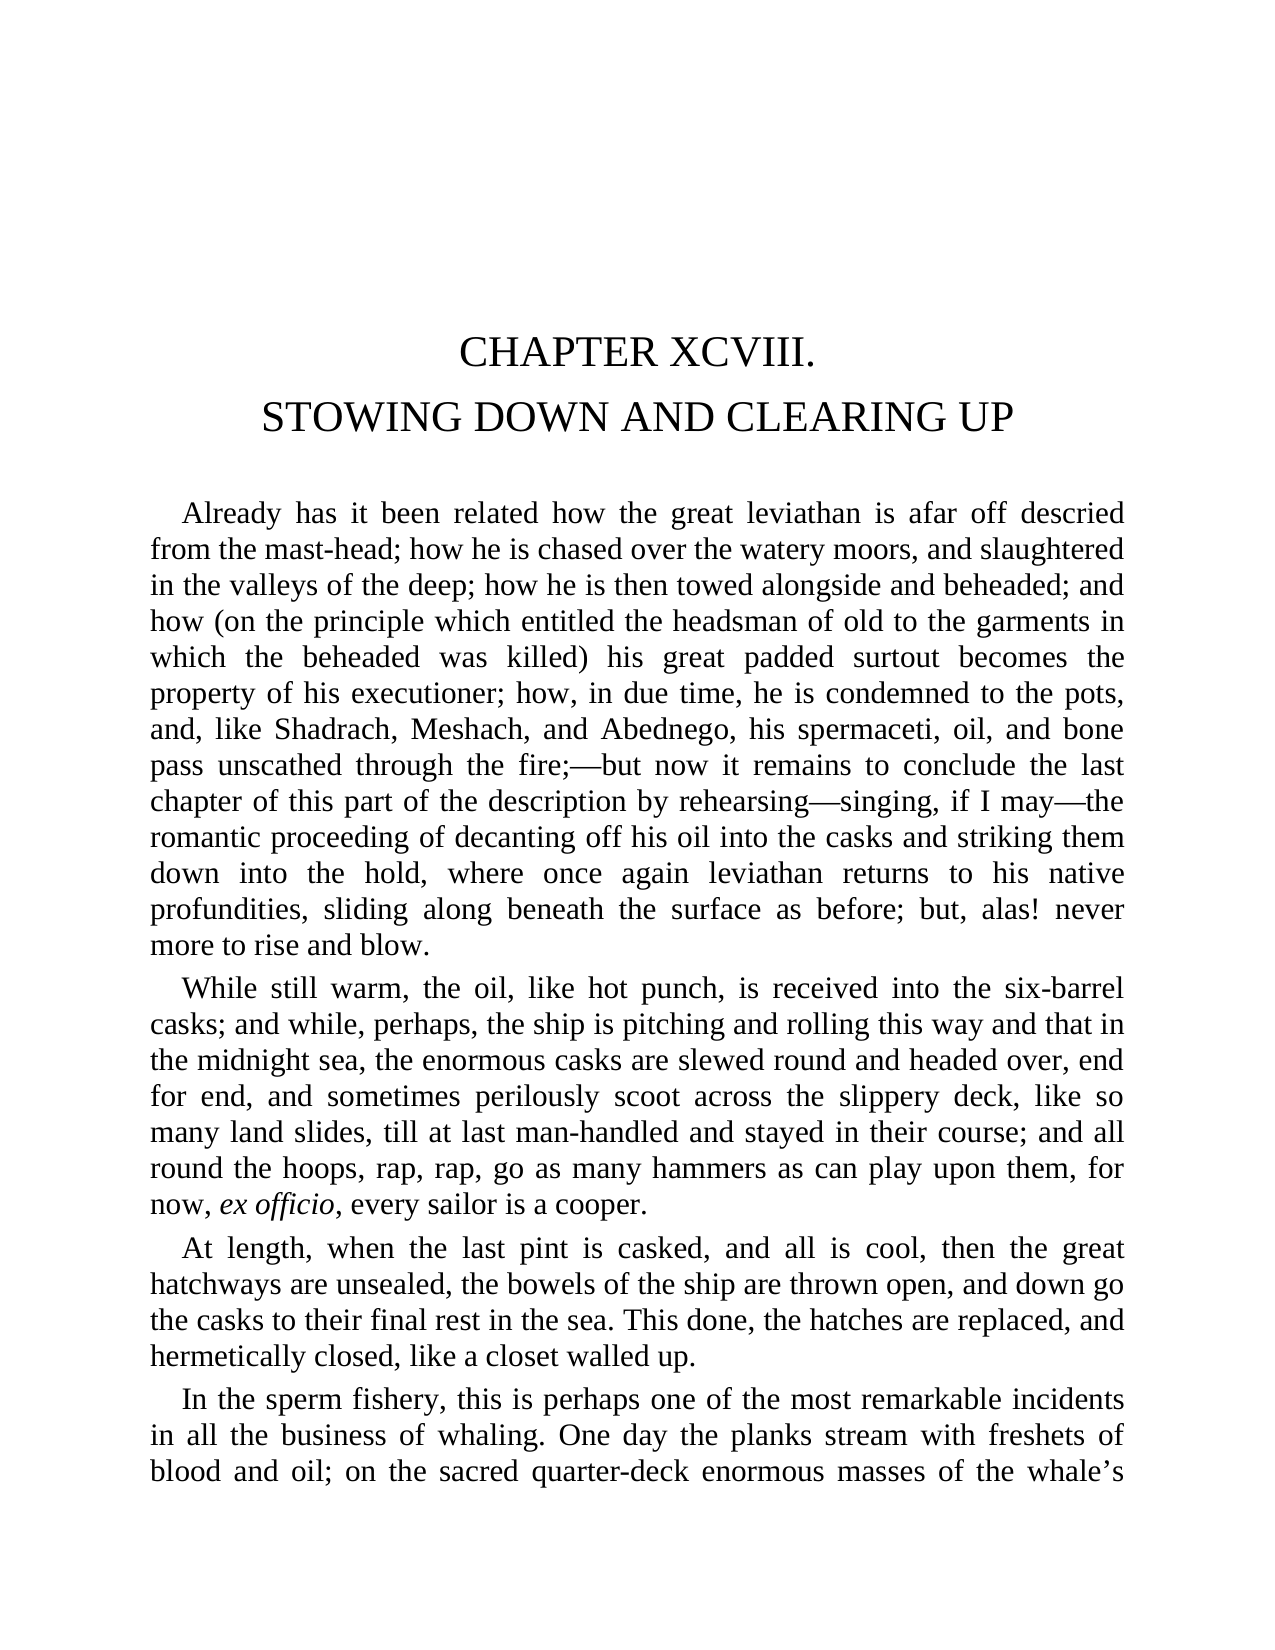 CHAPTER XCVIII.
STOWING DOWN AND CLEARING UP
Already has it been related how the great leviathan is afar off descried
from the mast-head; how he is chased over the watery moors, and slaughtered
in the valleys of the deep; how he is then towed alongside and beheaded; and
how (on the principle which entitled the headsman of old to the garments in
which the beheaded was killed) his great padded surtout becomes the
property of his executioner; how, in due time, he is condemned to the pots,
and, like Shadrach, Meshach, and Abednego, his spermaceti, oil, and bone
pass unscathed through the fire;—but now it remains to conclude the last
chapter of this part of the description by rehearsing—singing, if I may—the
romantic proceeding of decanting off his oil into the casks and striking them
down into the hold, where once again leviathan returns to his native
profundities, sliding along beneath the surface as before; but, alas! never
more to rise and blow.
While still warm, the oil, like hot punch, is received into the six-barrel
casks; and while, perhaps, the ship is pitching and rolling this way and that in
the midnight sea, the enormous casks are slewed round and headed over, end
for end, and sometimes perilously scoot across the slippery deck, like so
many land slides, till at last man-handled and stayed in their course; and all
round the hoops, rap, rap, go as many hammers as can play upon them, for
now, ex officio, every sailor is a cooper.
At length, when the last pint is casked, and all is cool, then the great
hatchways are unsealed, the bowels of the ship are thrown open, and down go
the casks to their final rest in the sea. This done, the hatches are replaced, and
hermetically closed, like a closet walled up.
In the sperm fishery, this is perhaps one of the most remarkable incidents
in all the business of whaling. One day the planks stream with freshets of
blood and oil; on the sacred quarter-deck enormous masses of the whale’s